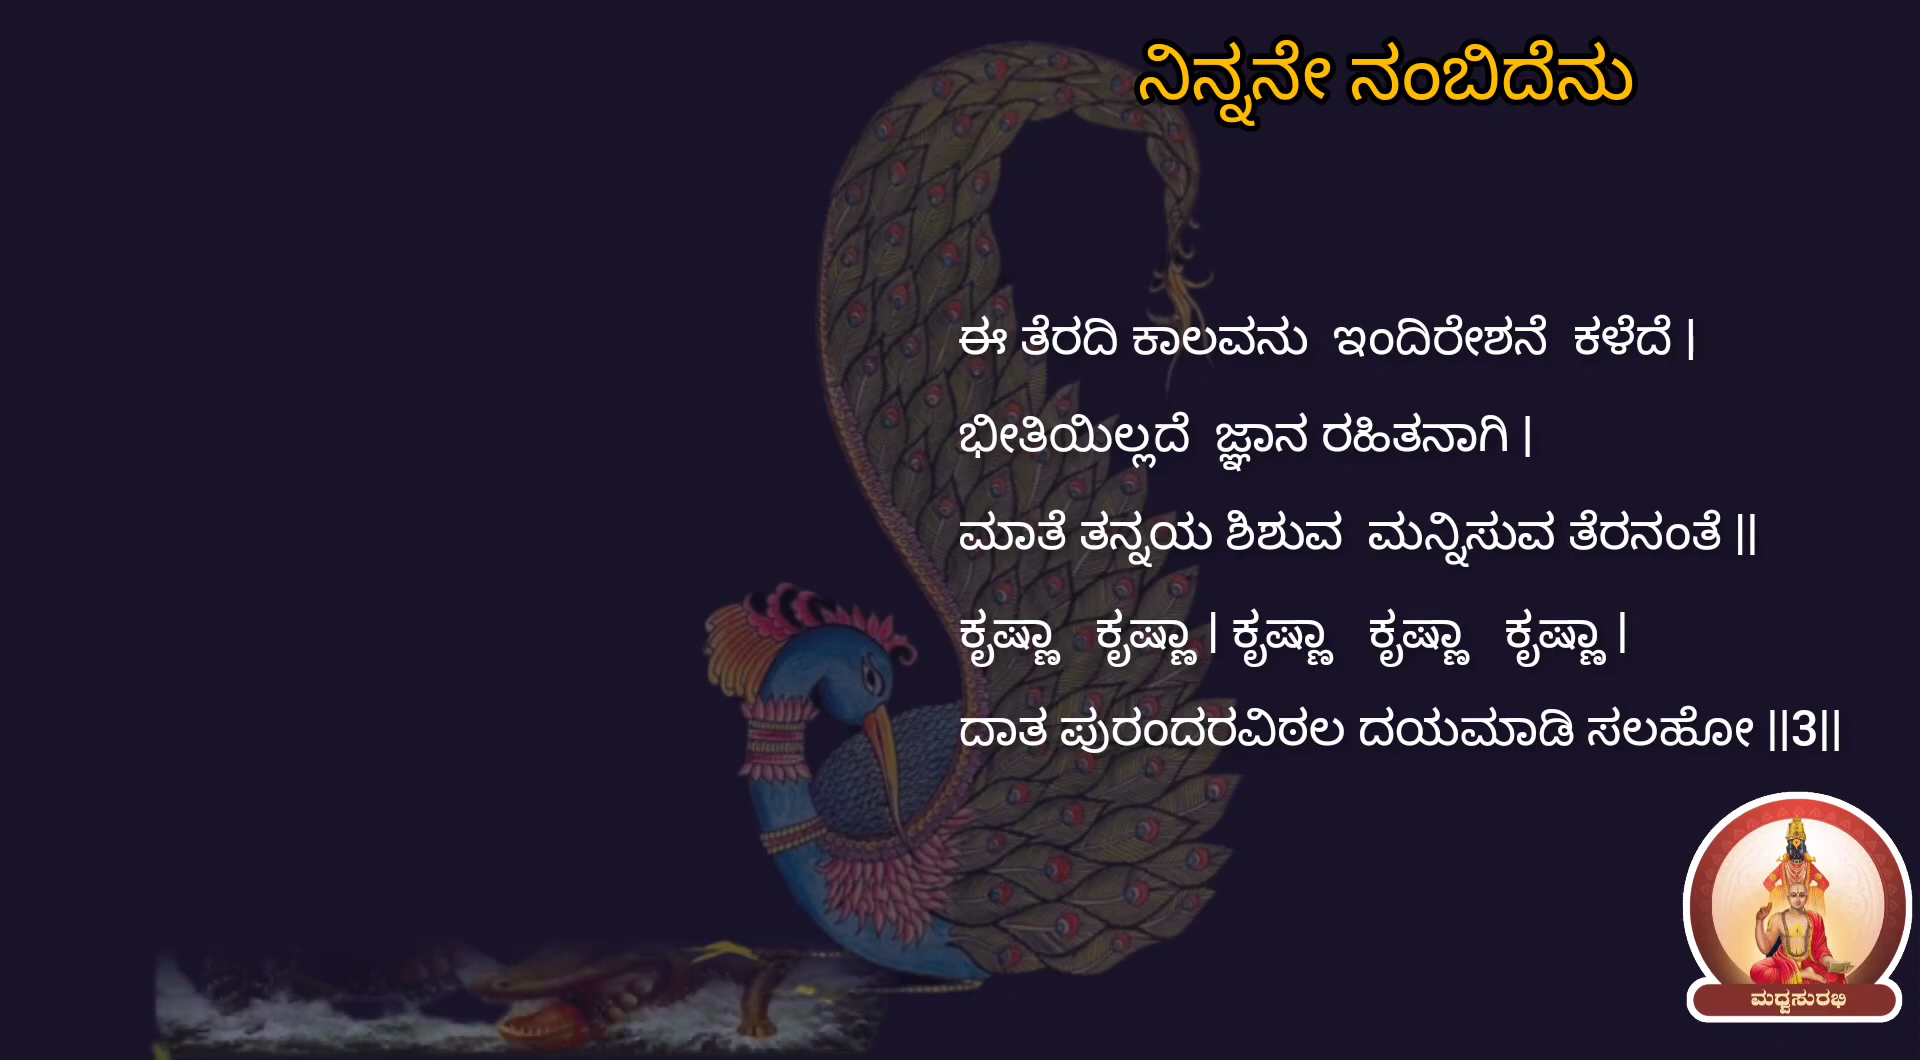 ನಿನ್ನನೇ ನಂಬಿದೆನು
ಈ ತೆರದಿ ಕಾಲವನು ಇಂದಿರೇಶನೆ ಕಳೆದೆ |
ಭೀತಿಯಿಲ್ಲದೆ ಜ್ಞಾನ ರಹಿತನಾಗಿ |
ಮಾತೆ ತನ್ನಯ ಶಿಶುವ ಮನ್ನಿಸುವ ತೆರನಂತೆ ||
ಕೃಷ್ಣಾ ಕೃಷ್ಣಾ | ಕೃಷ್ಣಾ ಕೃಷ್ಣಾ ಕೃಷ್ಣಾ |
ದಾತ ಪುರಂದರವಿಠಲ ದಯಮಾಡಿ ಸಲಹೋ ||3||
ಮಧ್ವಸುರಭಿ